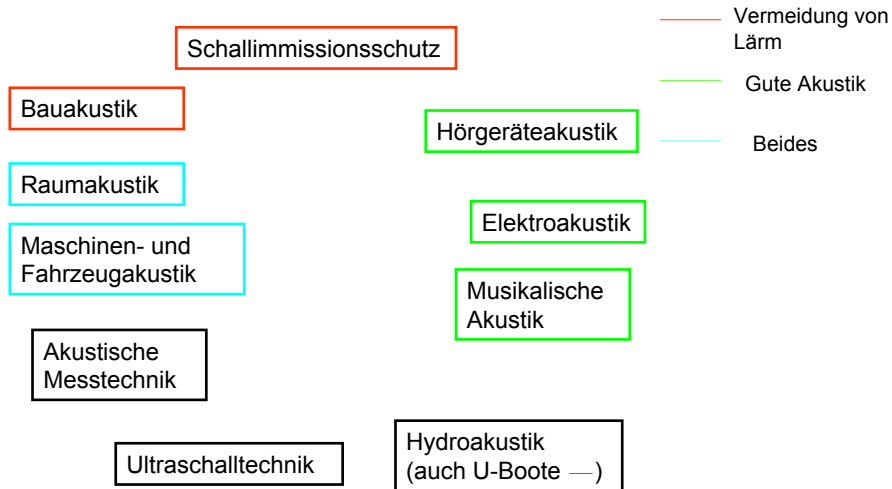 Schallimmissionsschutz
Bauakustik
Raumakustik
Maschinen- und
Fahrzeugakustik
Akustische
Messtechnik
Ultraschalltechnik
Hörgeräteakustik
Elektroakustik
Musikalische
Akustik
Hydroakustik
(auch U-Boote —)
Vermeidung von
Lärm
Gute Akustik
Beides